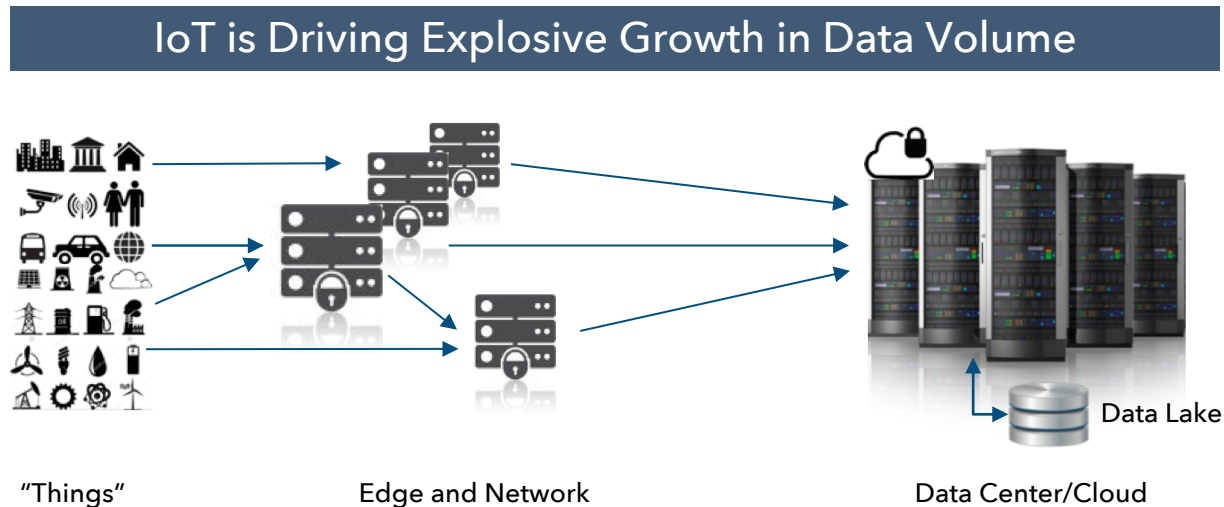 IoT is Driving Explosive Growth in Data Volume
Data Lake
“Things”
Edge and Network
Data Center/Cloud